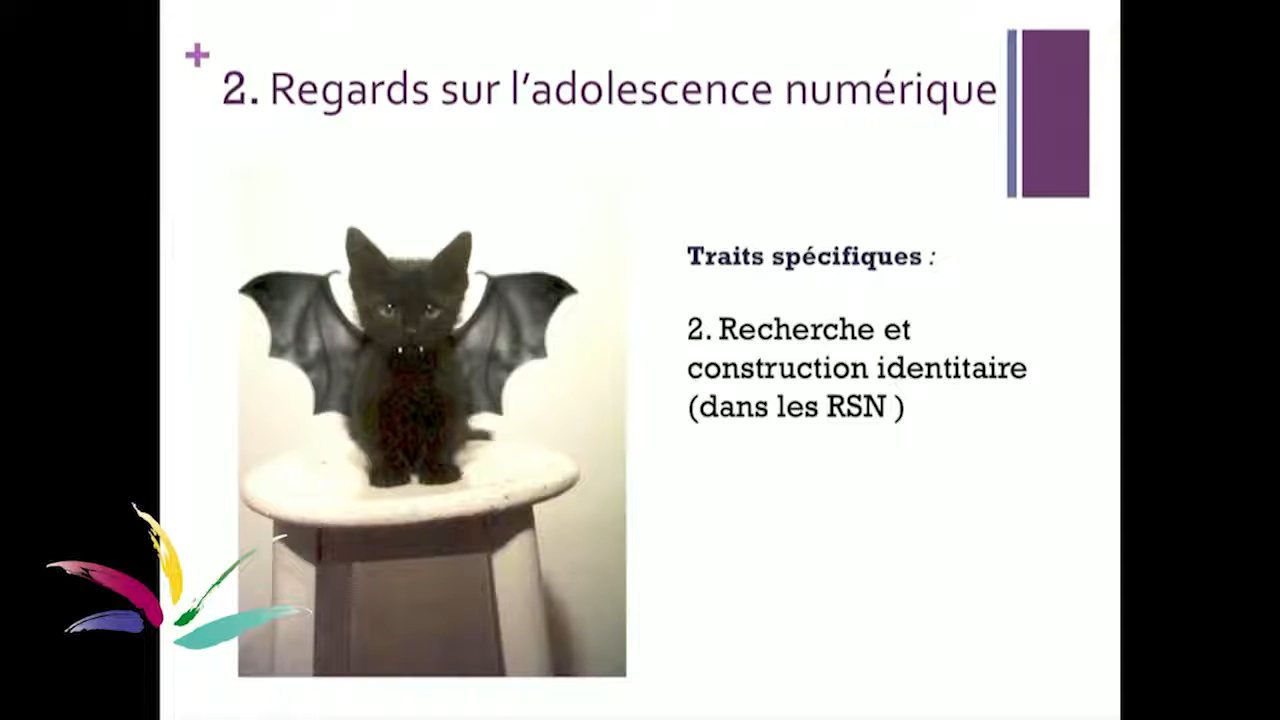 +
2. Regards sur l’adolescence numérique
Traits spécifiques :
2. Recherche et
construction identitaire
(dans les RSN )